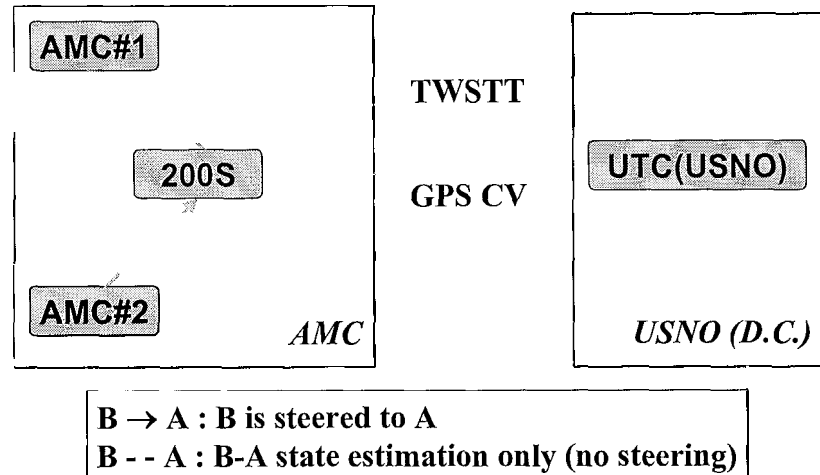 AMC#1
200S
AMC#2
AMC
TWSTT
GPS CV
UTC(USNO)
USNO (D.C.)
B → A : B is steered to A
B - - A : B-A state estimation only (no steering)